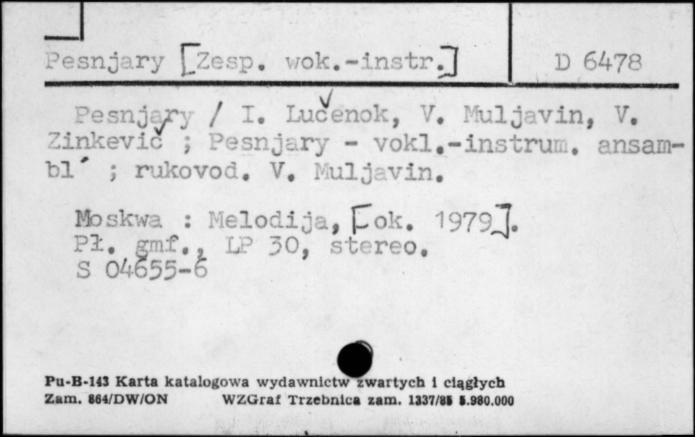 Pesnjary [Zesp. wok.-instr.] D 6478
Pesnjary / I. Lučenok, V. Muljavin, V.
Zinkevič ; Pesnjary - vokl.-instrum. ansam-
bl´ ; rukovod. V. Muljavin.
Moskwa : Melodija, [ok. 1979].
Pł. gmf., LP 30, stereo.
S 04655-6
Pu-B-143 Karta katalogowa wydawnictw zwartych i ciągłych
Zam. 864/DW/ON WZGraf Trzebnica zam. 1337/85 5.980.000